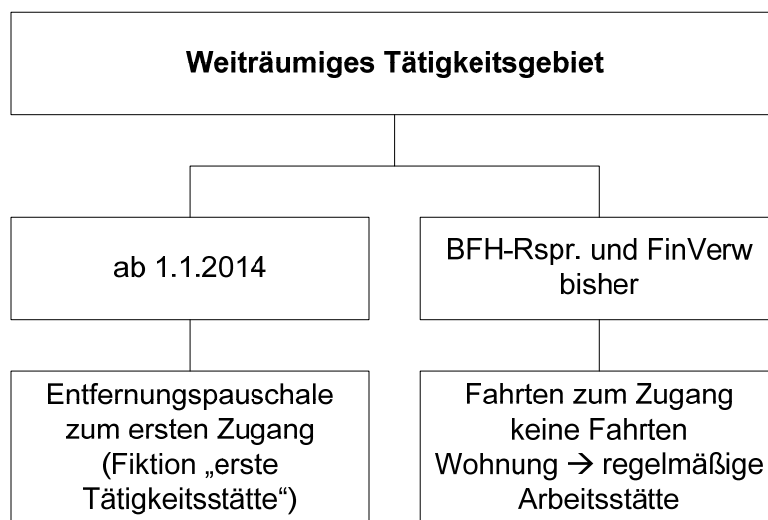 Weiträumiges Tätigkeitsgebiet
ab 1.1.2014
BFH-Rspr. und FinVerw
bisher
Entfernungspauschale
zum ersten Zugang
(Fiktion „erste
Tätigkeitsstätte“)
Fahrten zum Zugang
keine Fahrten
Wohnung → regelmäßige
Arbeitsstätte